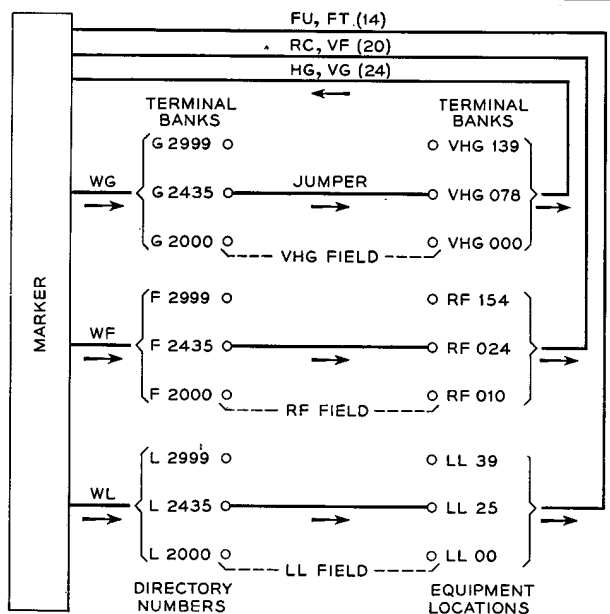 FU, FT (14)
RC, VF (20)
HG, VG (24)
TERMINAL BANKS
TERMINAL BANKS
MARKER
G 2999
VHG 139
WG
G 2435
JUMPER
VHG 078
G 2000
VHG FIELD
VHG 000
F 2999
RF 154
WF
F 2435
RF 024
F 2000
RF FIELD
RF 010
L 2999
LL 39
WL
L 2435
LL 25
L 2000
LL FIELD
LL 00
DIRECTORY NUMBERS
EQUIPMENT LOCATIONS